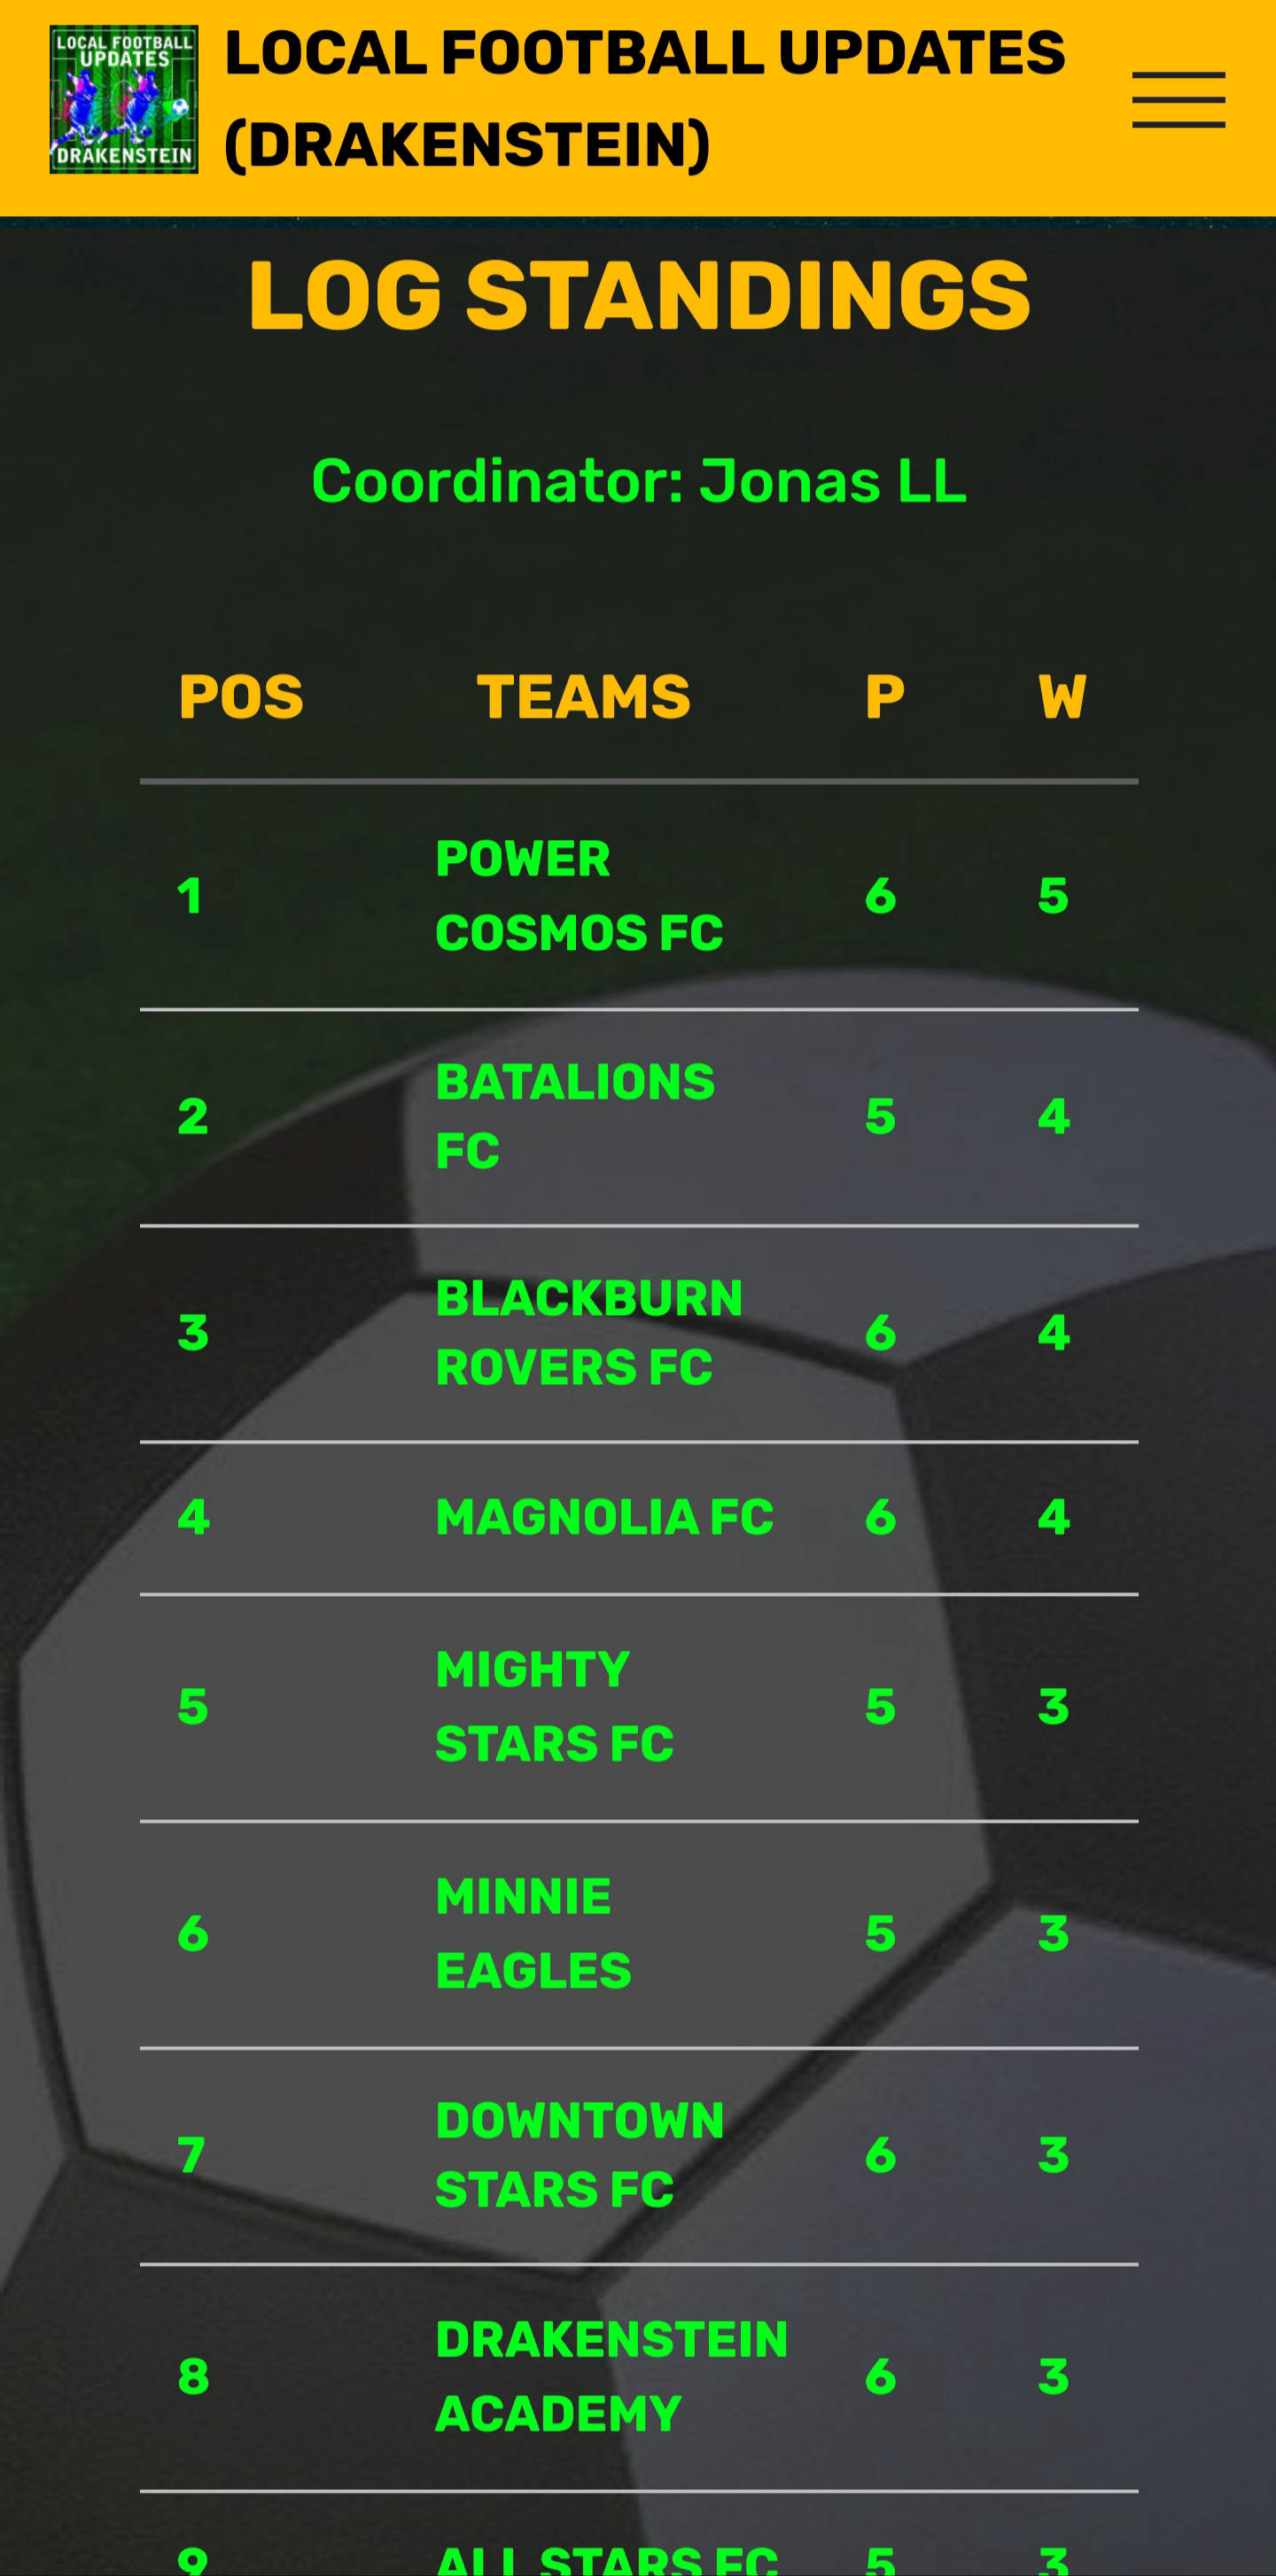 LOCAL FOOTBALL
UPDATES
DRAKENSTEIN
LOCAL FOOTBALL UPDATES
(DRAKENSTEIN)
LOG STANDINGS
Coordinator: Jonas LL
POS TEAMS P W
1 POWER COSMOS FC 6 5
2 BATALIONS FC 5 4
3 BLACKBURN ROVERS FC 6 4
4 MAGNOLIA FC 6 4
5 MIGHTY STARS FC 5 3
6 MINNIE EAGLES 5 3
7 DOWNTOWN STARS FC 6 3
8 DRAKENSTEIN ACADEMY 6 3
9 ALL STARS FC 5 3